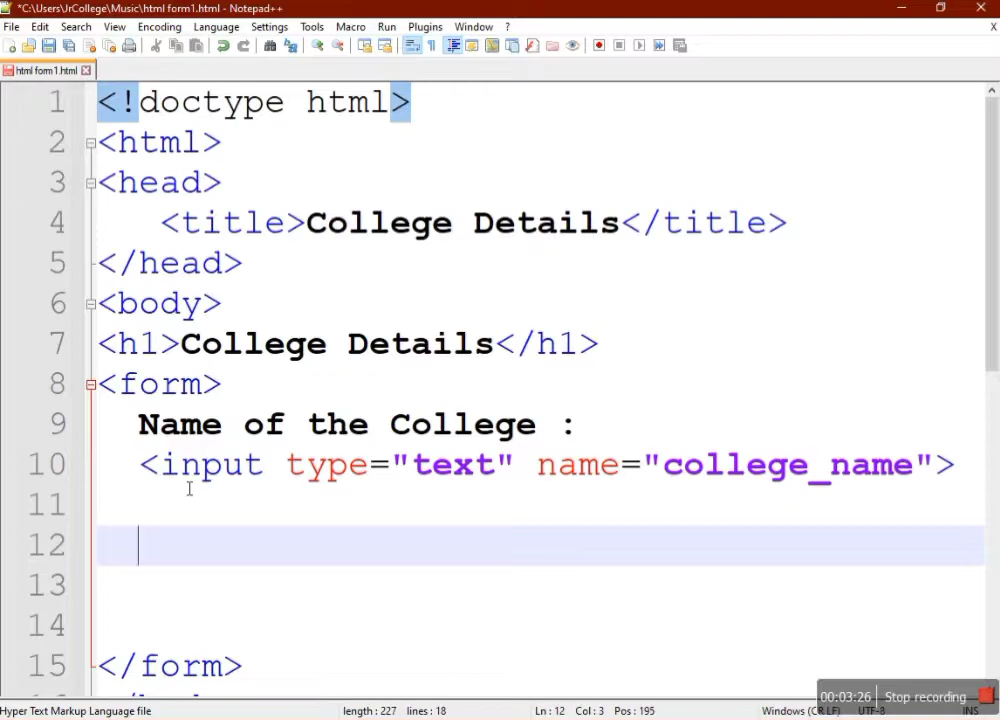 *C:\Users\JrCollege\Music\html form1.html - Notepad++
File Edit Search View Encoding Language Settings Tools Macro Run Plugins Window ? X
html form1.html
1 <!doctype html>
2 <html>
3 <head>
4 <title>College Details</title>
5 </head>
6 <body>
7 <h1>College Details</h1>
8 <form>
9 Name of the College :
10 <input type="text" name="college_name">
11
12
13
14
15 </form>
00:03:26 Stop recording
Hyper Text Markup Language file length : 227 lines : 18 Ln : 12 Col : 3 Pos : 195 Windows (CR LF) UTF-8 INS